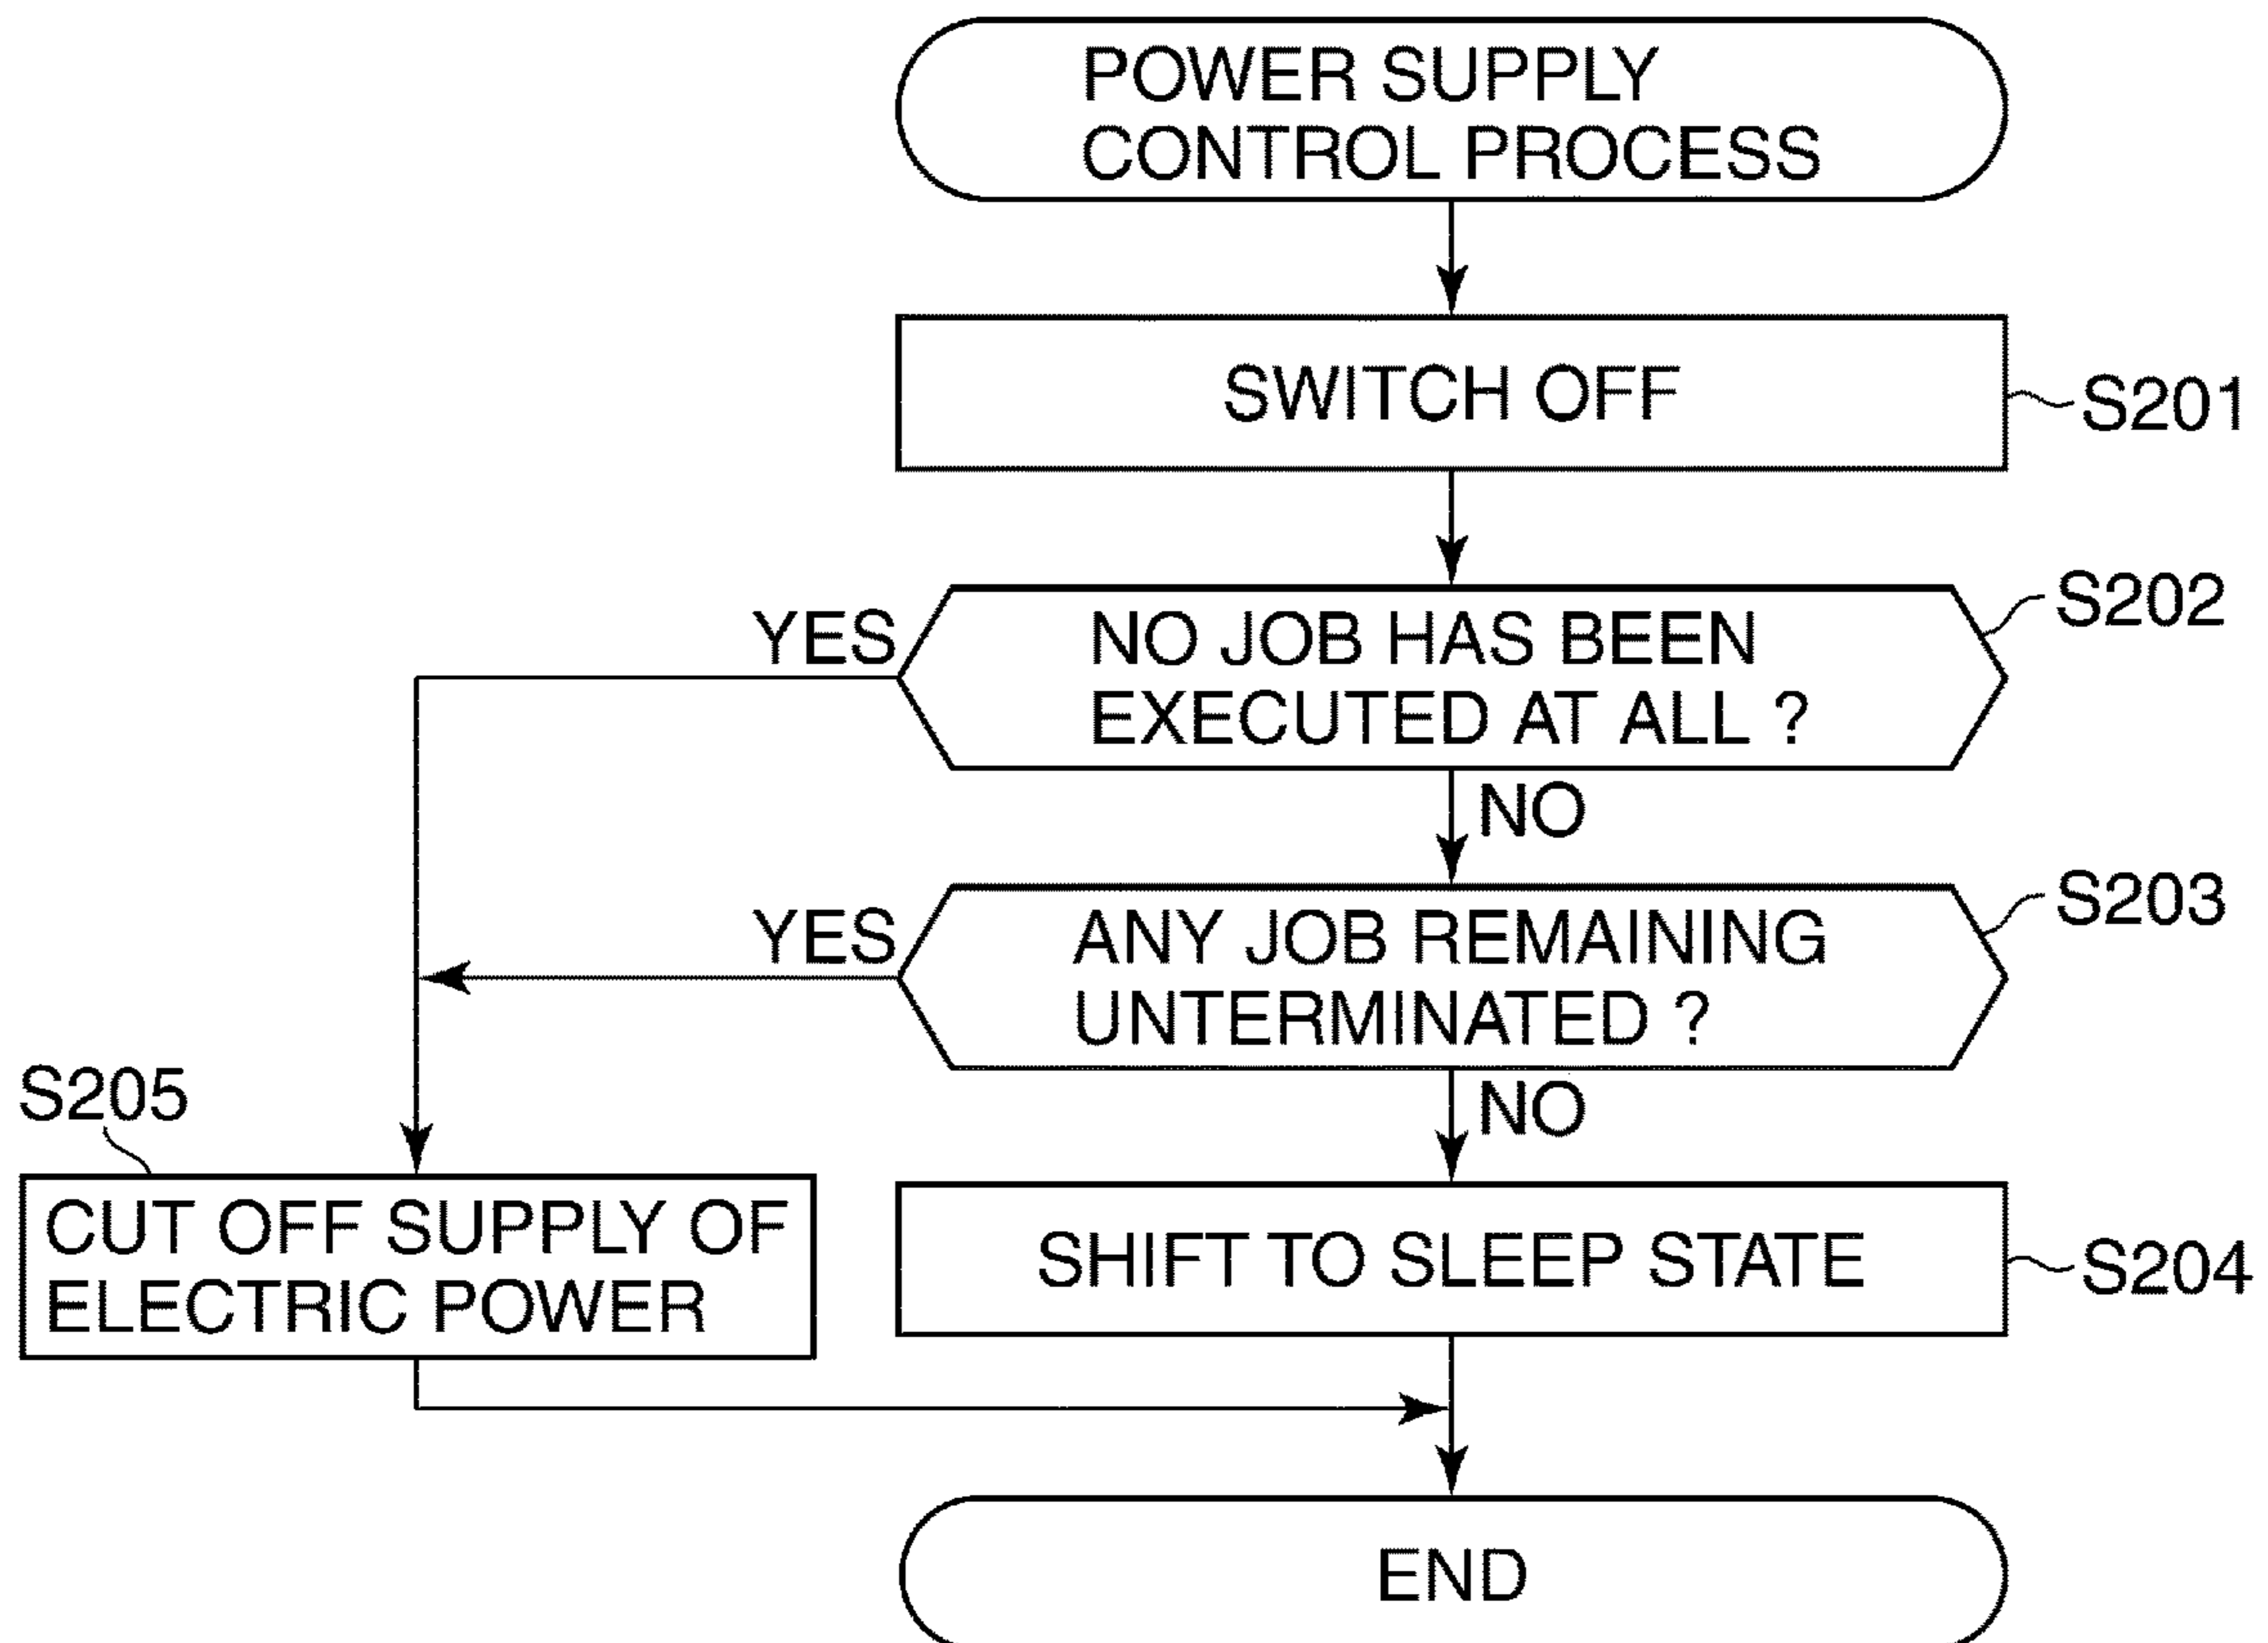 POWER SUPPLY
CONTROL PROCESS
SWITCH OFF
S201
NO JOB HAS BEEN
EXECUTED AT ALL ?
S202
YES
NO
ANY JOB REMAINING
UNTERMINATED ?
S203
YES
NO
S205
CUT OFF SUPPLY OF
ELECTRIC POWER
SHIFT TO SLEEP STATE
S204
END